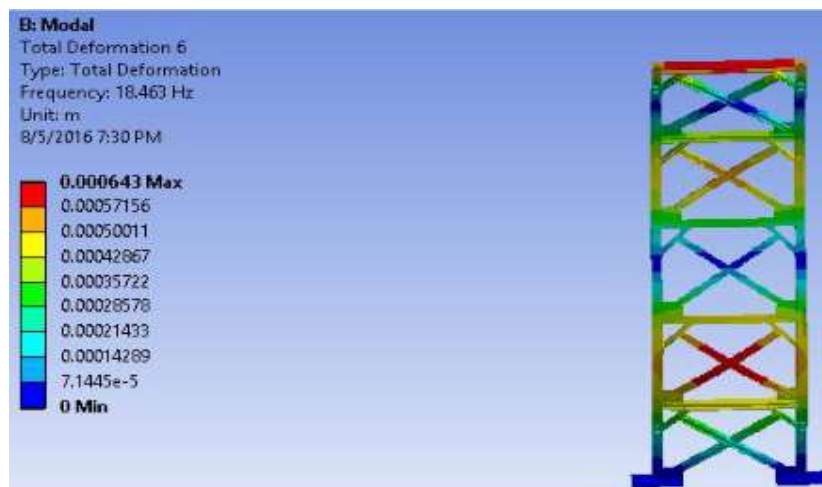 B: Modal
Total Deformation 6
Type: Total Deformation
Frequency: 18.463 Hz
Unit: m
8/5/2016 7:30 PM
0.000643 Max
0.00057156
0.00050011
0.00042867
0.00035722
0.00028578
0.00021433
0.00014289
7.1445e-5
0 Min